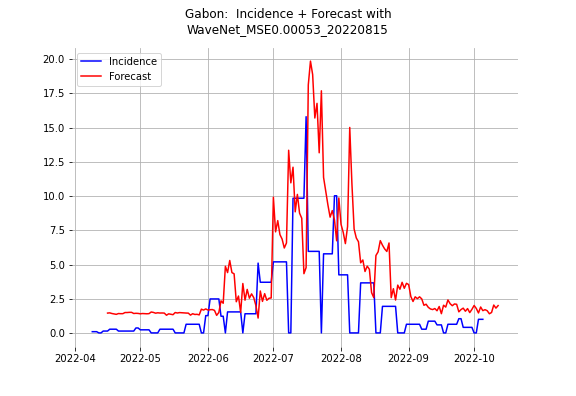 Gabon:  Incidence + Forecast with
WaveNet_MSE0.00053_20220815
Incidence
Forecast
20.0
17.5
15.0
12.5
10.0
7.5
5.0
2.5
0.0
2022-04 2022-05 2022-06 2022-07 2022-08 2022-09 2022-10